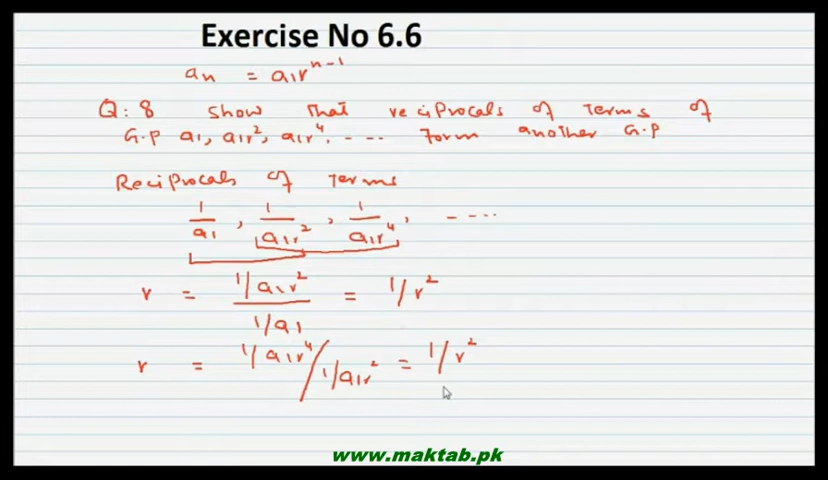 Exercise No 6.6
aₙ = a₁rⁿ⁻¹
Q: 8 Show that reciprocals of Terms of
G.P a₁, a₁r², a₁r⁴, ---- Form another G.P
Reciprocals of Terms
1/a₁, 1/a₁r², 1/a₁r⁴, ----
r = (1/a₁r²)/(1/a₁) = 1/r²
r = 1/a₁r⁴ / 1/a₁r² = 1/r²
www.maktab.pk